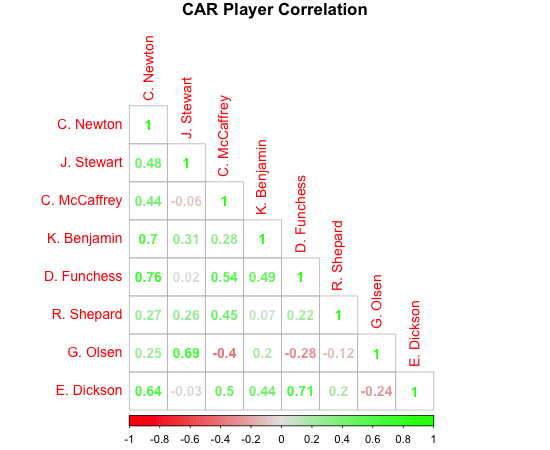 CAR Player Correlation
C. Newton
J. Stewart
C. McCaffrey
K. Benjamin
D. Funchess
R. Shepard
G. Olsen
E. Dickson
C. Newton 1
J. Stewart 0.48 1
C. McCaffrey 0.44 -0.06 1
K. Benjamin 0.7 0.31 0.28 1
D. Funchess 0.76 0.02 0.54 0.49 1
R. Shepard 0.27 0.26 0.45 0.07 0.22 1
G. Olsen 0.25 0.69 -0.4 0.2 -0.28 -0.12 1
E. Dickson 0.64 -0.03 0.5 0.44 0.71 0.2 -0.24 1
-1 -0.8 -0.6 -0.4 -0.2 0 0.2 0.4 0.6 0.8 1